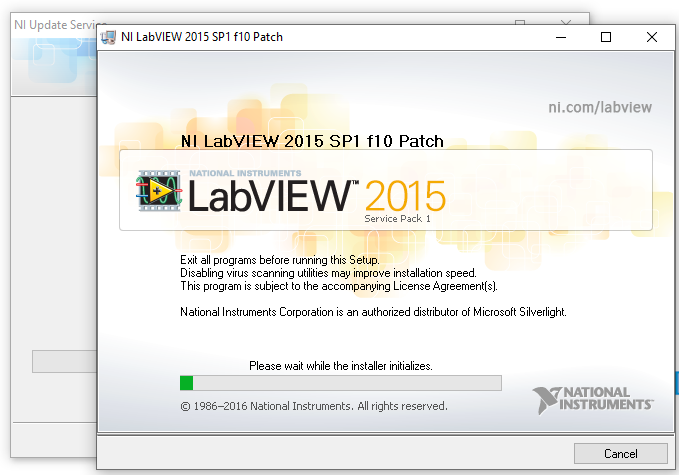 NI Update Service
NI LabVIEW 2015 SP1 f10 Patch
ni.com/labview
NI LabVIEW 2015 SP1 f10 Patch
NATIONAL INSTRUMENTS
LabVIEW™ 2015
Service Pack 1
Exit all programs before running this Setup.
Disabling virus scanning utilities may improve installation speed.
This program is subject to the accompanying License Agreement(s).
National Instruments Corporation is an authorized distributor of Microsoft Silverlight.
Please wait while the installer initializes.
© 1986–2016 National Instruments. All rights reserved.
NATIONAL
INSTRUMENTS™
Cancel